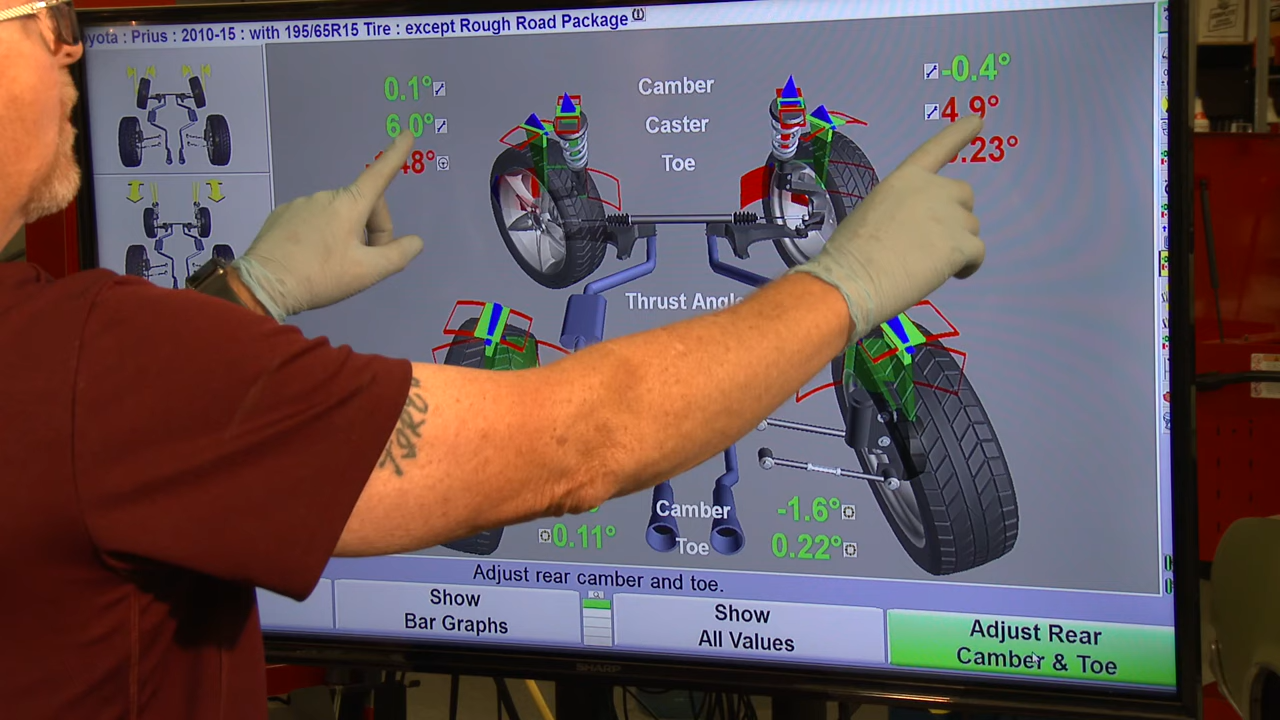 oyota : Prius : 2010-15 : with 195/65R15 Tire : except Rough Road Package
0.1° Camber -0.4°
6.0° Caster 4.9°
48° Toe .23°
Thrust Angle
Camber -1.6°
0.11° Toe 0.22°
Adjust rear camber and toe.
Show
Bar Graphs
Show
All Values
Adjust Rear
Camber & Toe
SHARP